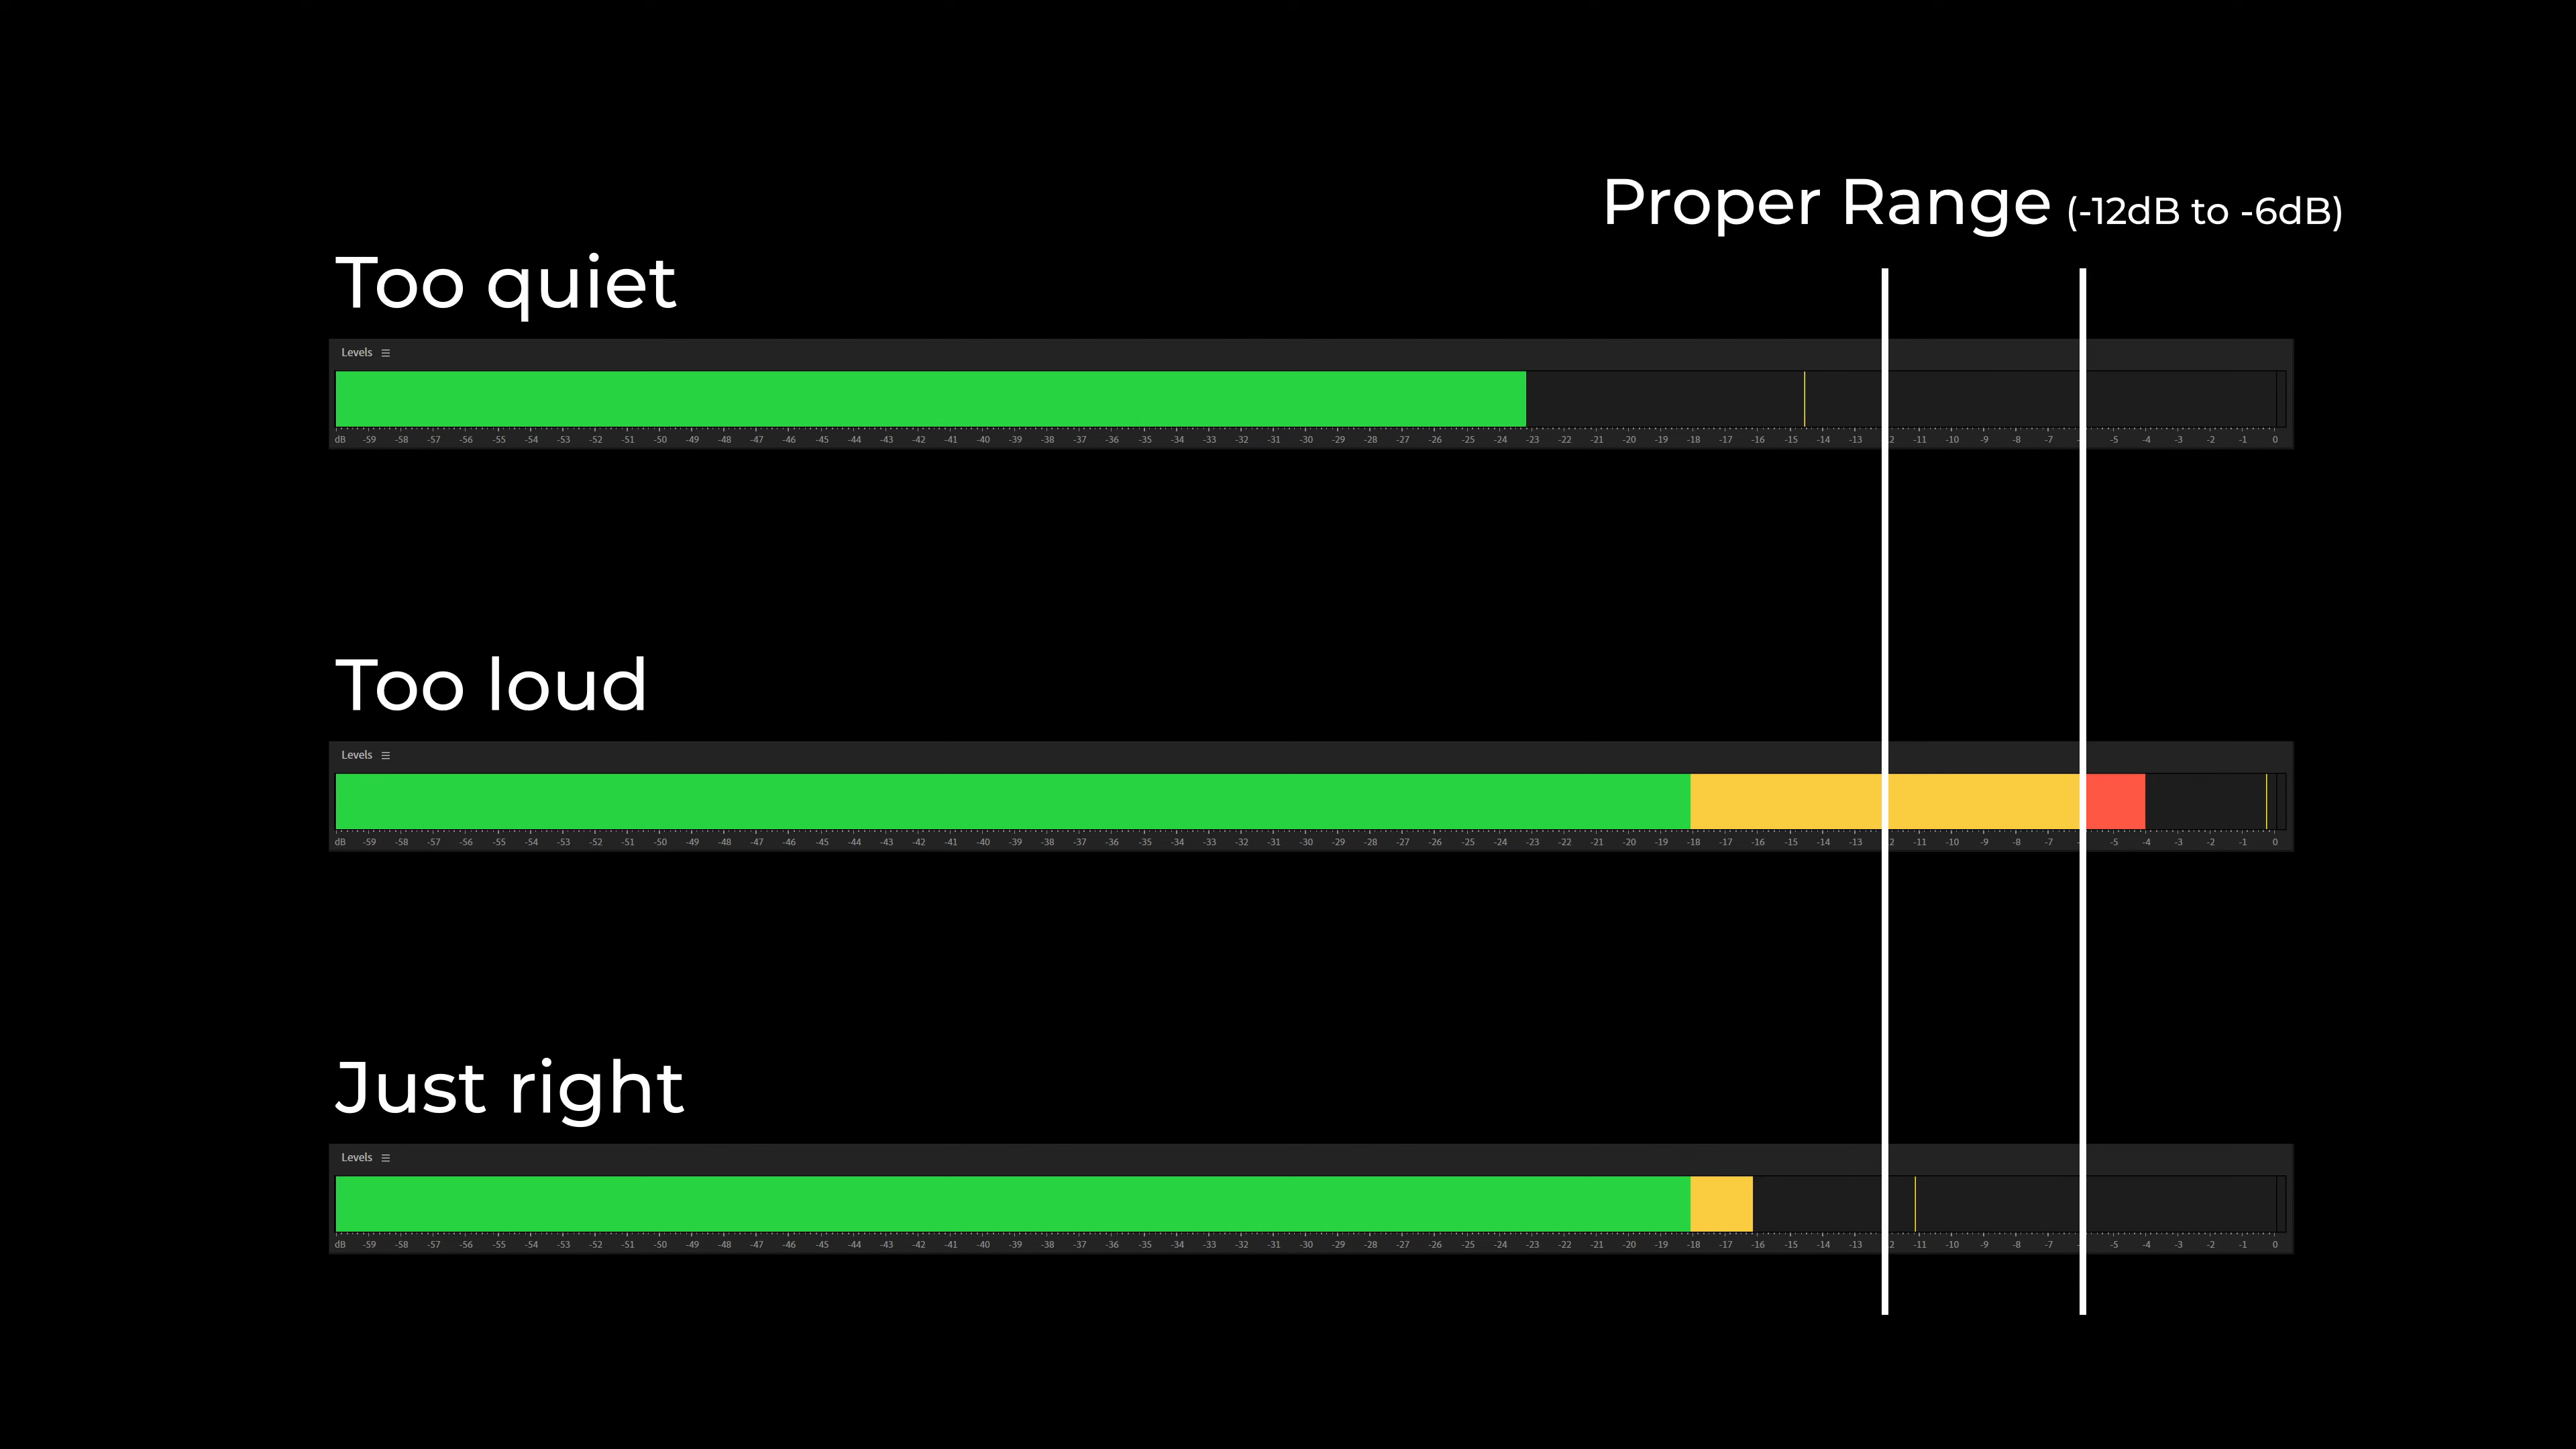 Proper Range (-12dB to -6dB)
Too quiet
Levels
dB -59 -58 -57 -56 -55 -54 -53 -52 -51 -50 -49 -48 -47 -46 -45 -44 -43 -42 -41 -40 -39 -38 -37 -36 -35 -34 -33 -32 -31 -30 -29 -28 -27 -26 -25 -24 -23 -22 -21 -20 -19 -18 -17 -16 -15 -14 -13 2 -11 -10 -9 -8 -7 -5 -4 -3 -2 -1 0
Too loud
Levels
dB -59 -58 -57 -56 -55 -54 -53 -52 -51 -50 -49 -48 -47 -46 -45 -44 -43 -42 -41 -40 -39 -38 -37 -36 -35 -34 -33 -32 -31 -30 -29 -28 -27 -26 -25 -24 -23 -22 -21 -20 -19 -18 -17 -16 -15 -14 -13 2 -11 -10 -9 -8 -7 -5 -4 -3 -2 -1 0
Just right
Levels
dB -59 -58 -57 -56 -55 -54 -53 -52 -51 -50 -49 -48 -47 -46 -45 -44 -43 -42 -41 -40 -39 -38 -37 -36 -35 -34 -33 -32 -31 -30 -29 -28 -27 -26 -25 -24 -23 -22 -21 -20 -19 -18 -17 -16 -15 -14 -13 2 -11 -10 -9 -8 -7 -5 -4 -3 -2 -1 0